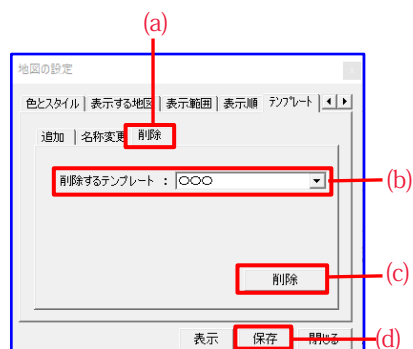 (a)
地図の設定
色とスタイル 表示する地図 表示範囲 表示順 テンプレート
追加 名称変更 削除
削除するテンプレート : ○○○
(b)
削除
(c)
表示 保存 閉じる
(d)